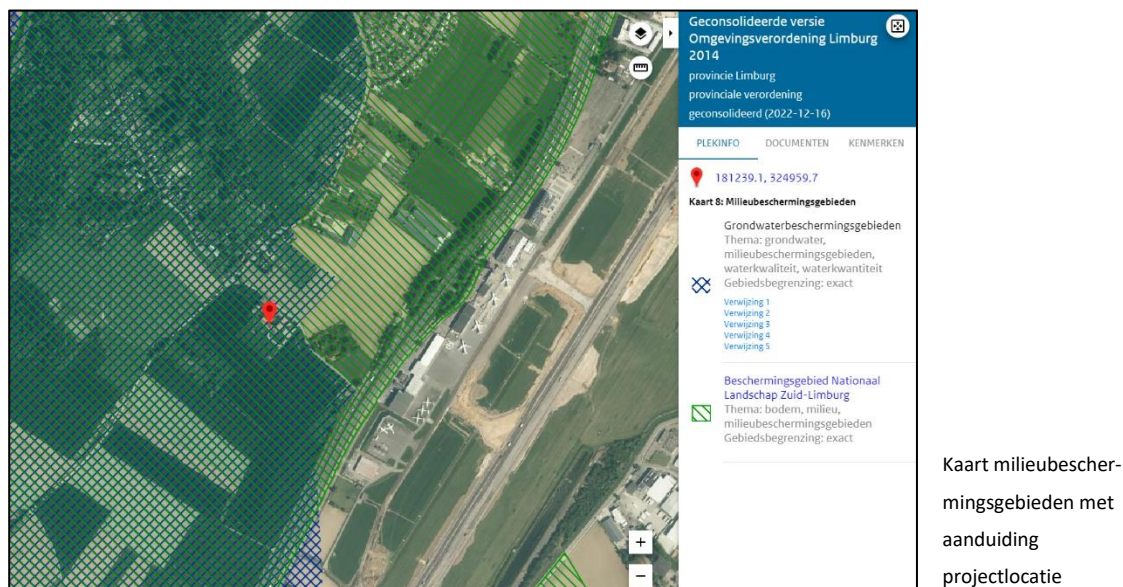 Geconsolideerde versie
Omgevingsverordening Limburg
2014
provincie Limburg
provinciale verordening
geconsolideerd (2022-12-16)
PLEKINFO DOCUMENTEN KENMERKEN
181239.1, 324959.7
Kaart 8: Milieubeschermingsgebieden
Grondwaterbeschermingsgebieden
Thema: grondwater,
milieubeschermingsgebieden,
waterkwaliteit, waterkwantiteit
Gebiedsbegrenzing: exact
Verwijzing 1
Verwijzing 2
Verwijzing 3
Verwijzing 4
Verwijzing 5
Beschermingsgebied Nationaal
Landschap Zuid-Limburg
Thema: bodem, milieu,
milieubeschermingsgebieden
Gebiedsbegrenzing: exact
Kaart milieubescher-
mingsgebieden met
aanduiding
projectlocatie